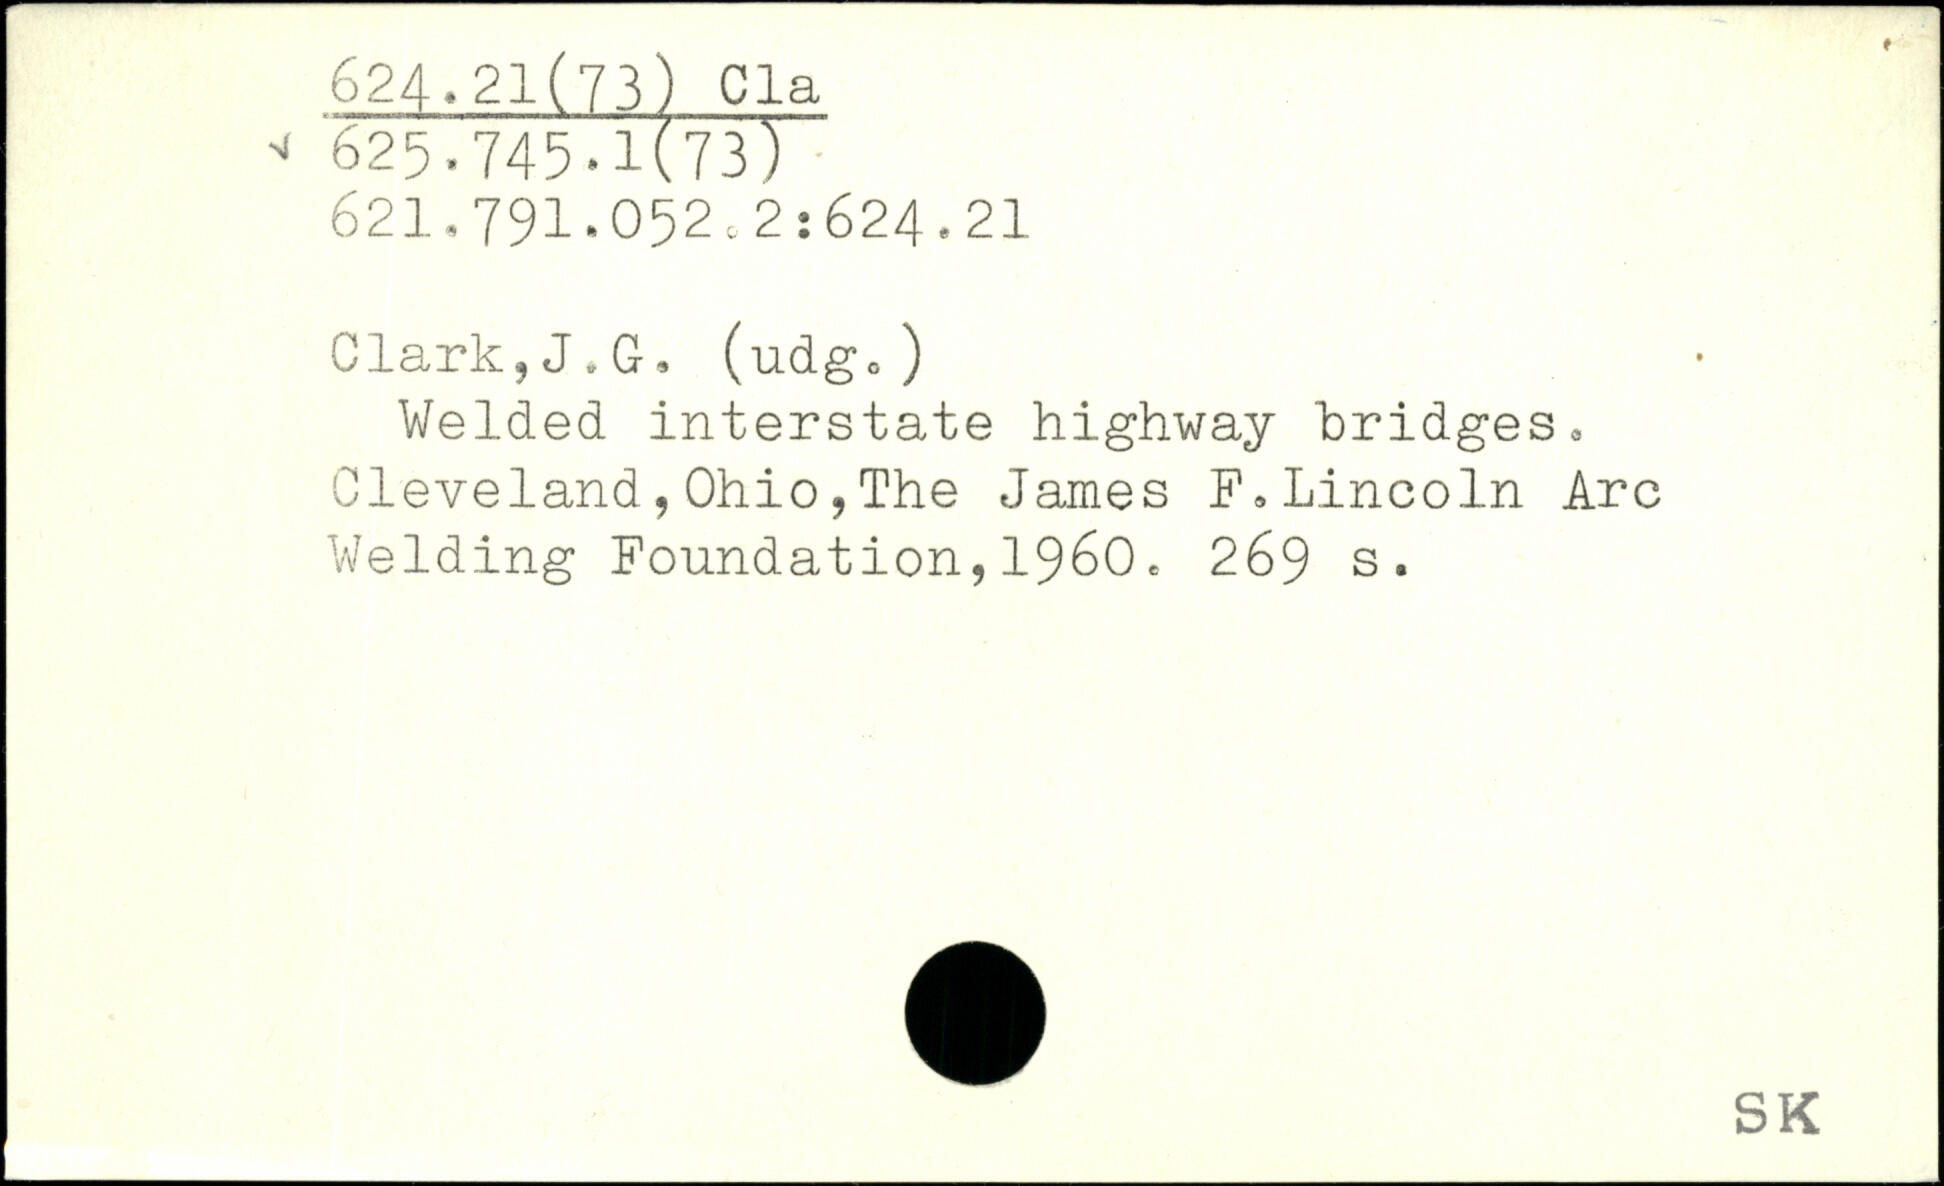 624.21(73) Cla
✓ 625.745.1(73)
621.791.052.2:624.21
Clark,J.G. (udg.)
Welded interstate highway bridges.
Cleveland,Ohio,The James F.Lincoln Arc
Welding Foundation,1960. 269 s.
SK